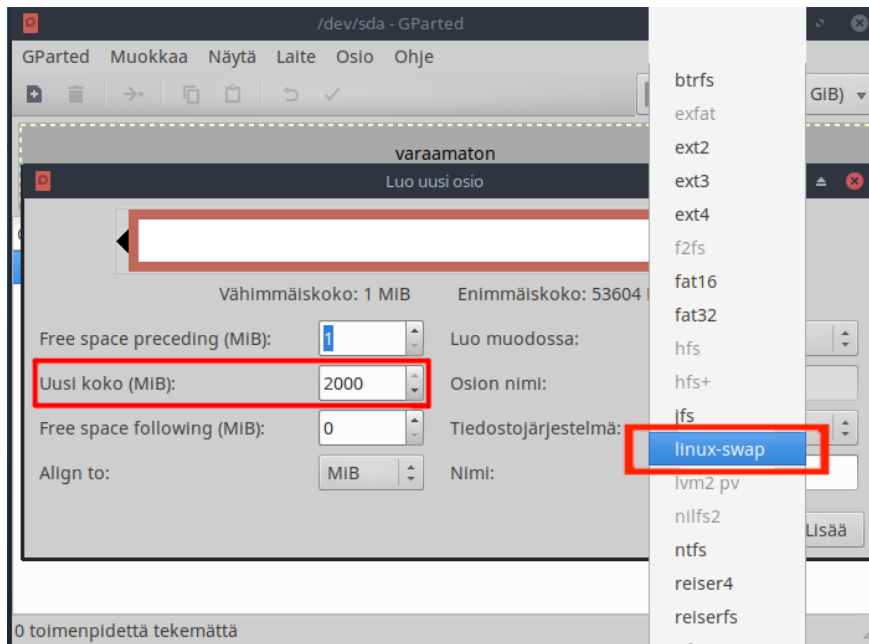 /dev/sda - GParted
GParted Muokkaa Näytä Laite Osio Ohje
GiB)
varaamaton
Luo uusi osio
Vähimmäiskoko: 1 MiB Enimmäiskoko: 53604
Free space preceding (MiB): 1 Luo muodossa:
Uusi koko (MiB): 2000 Osion nimi:
Free space following (MiB): 0 Tiedostojärjestelmä:
Align to: MiB Nimi:
Lisää
btrfs
exfat
ext2
ext3
ext4
f2fs
fat16
fat32
hfs
hfs+
jfs
linux-swap
lvm2 pv
nilfs2
ntfs
reiser4
reiserfs
0 toimenpidettä tekemättä